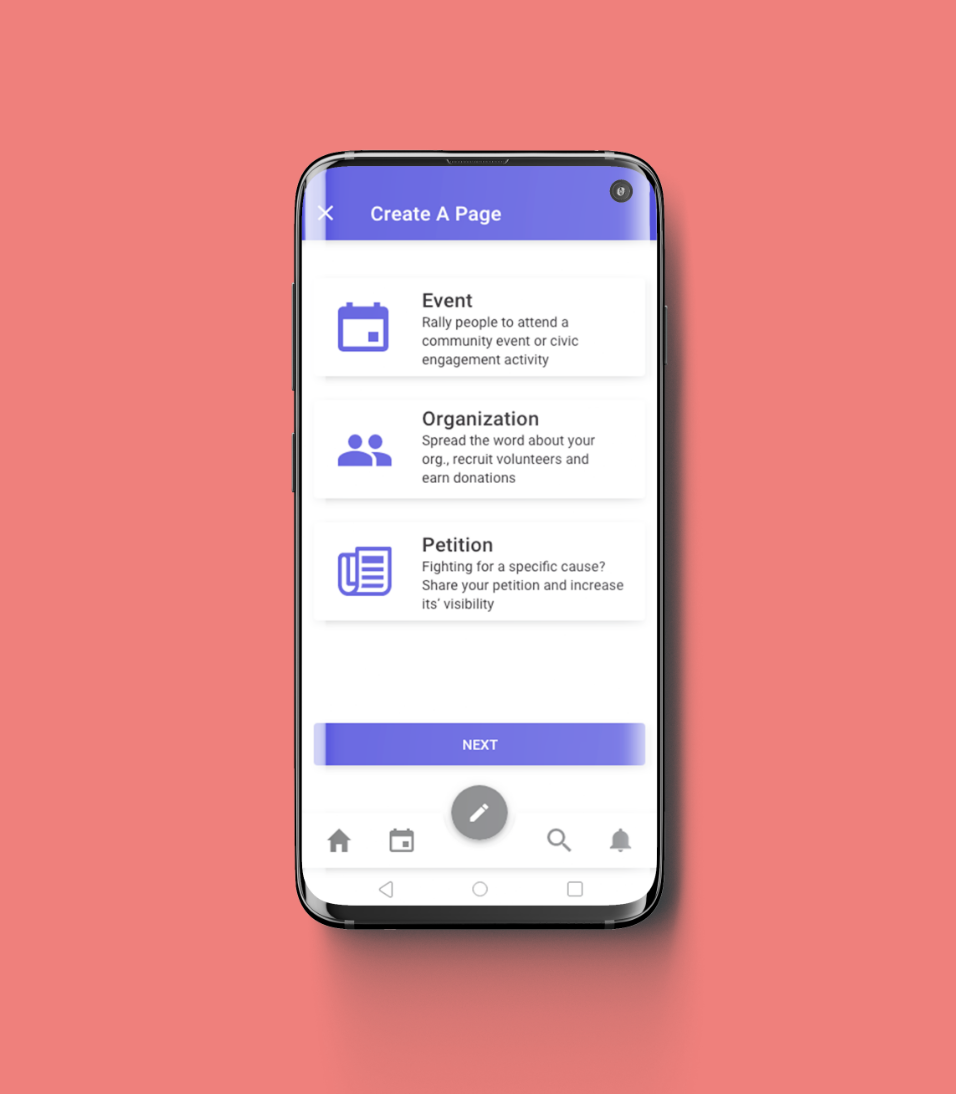 Create A Page
Event
Rally people to attend a
community event or civic
engagement activity
Organization
Spread the word about your
org., recruit volunteers and
earn donations
Petition
Fighting for a specific cause?
Share your petition and increase
its' visibility
NEXT